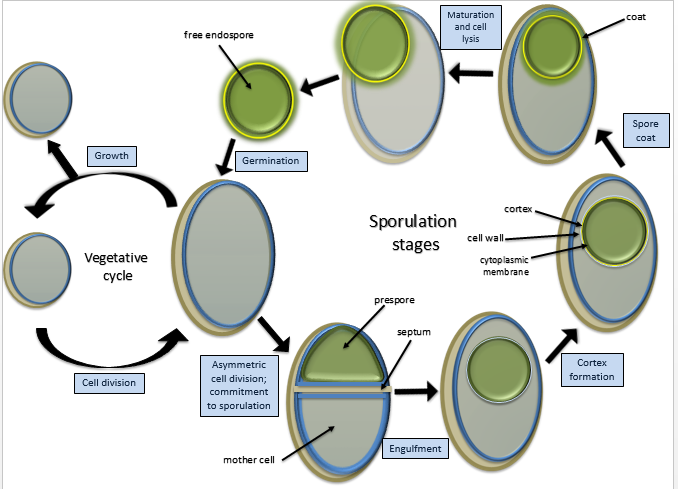 Maturation
and cell
lysis
coat
free endospore
Spore
coat
Growth
Germination
cortex
Sporulation
stages
cell wall
cytoplasmic
membrane
Vegetative
cycle
prespore
septum
Asymmetric
cell division;
commitment
to sporulation
Cell division
Cortex
formation
Engulfment
mother cell